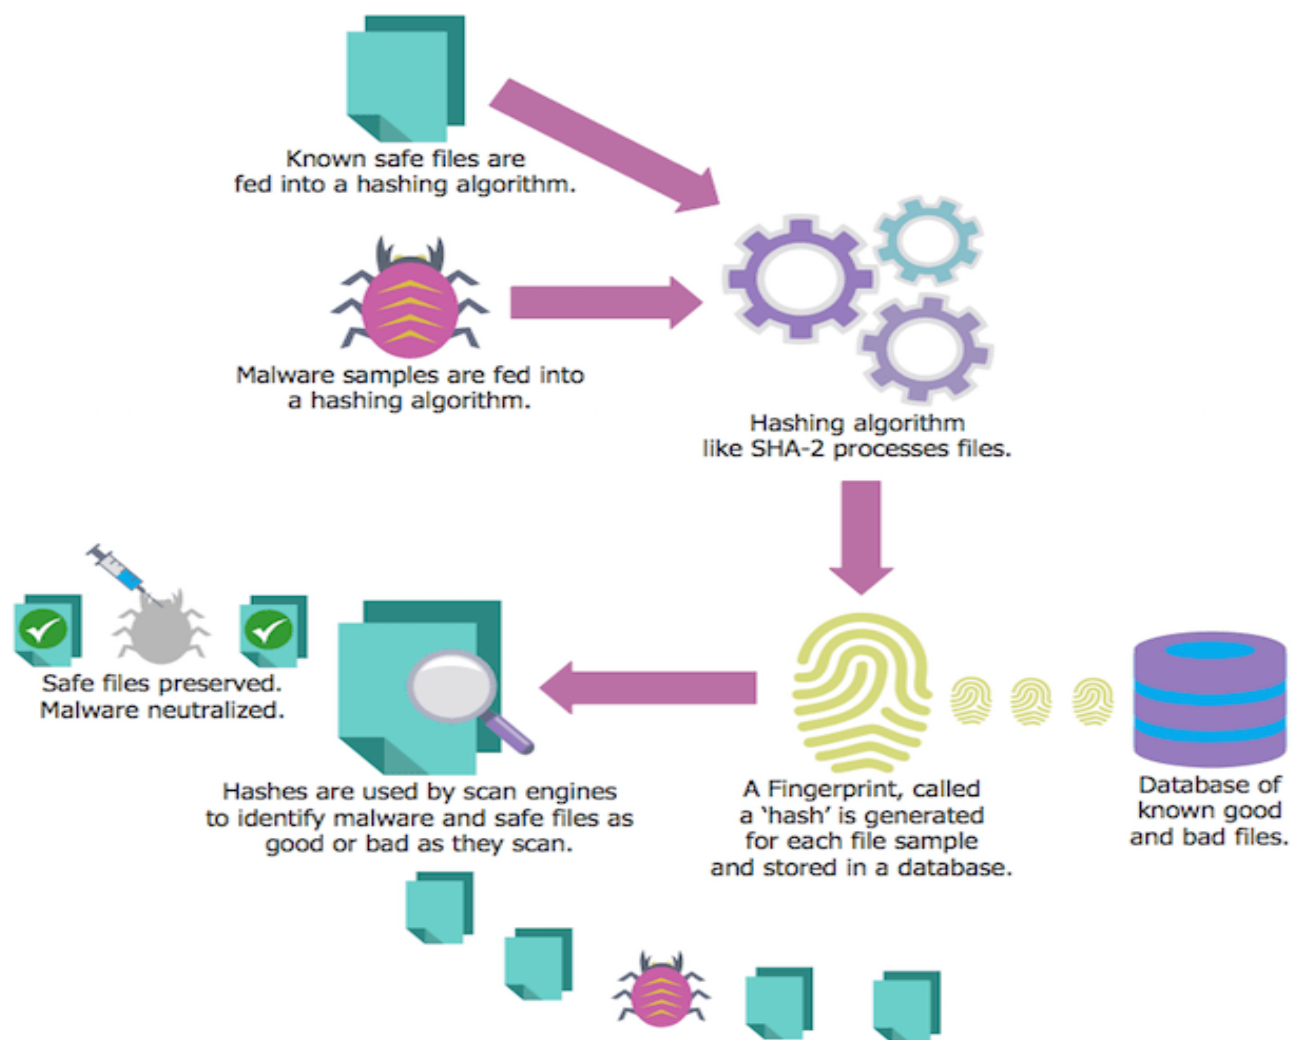 Known safe files are
fed into a hashing algorithm.
Malware samples are fed into
a hashing algorithm.
Hashing algorithm
like SHA-2 processes files.
Safe files preserved.
Malware neutralized.
Hashes are used by scan engines
to identify malware and safe files as
good or bad as they scan.
A Fingerprint, called
a ‘hash’ is generated
for each file sample
and stored in a database.
Database of
known good
and bad files.